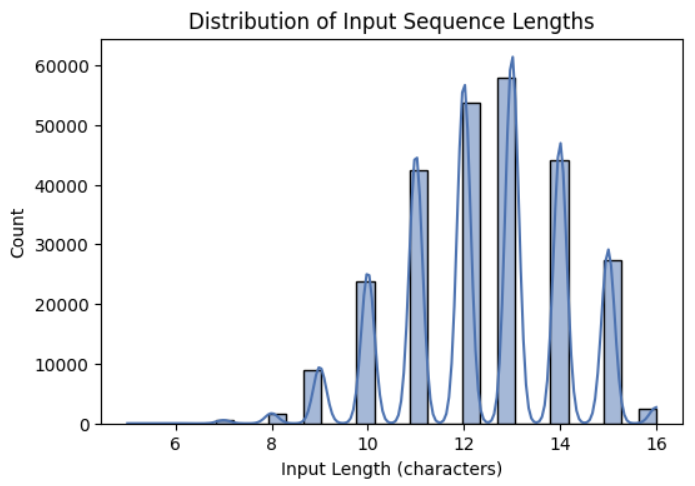 Distribution of Input Sequence Lengths
60000
50000
40000
30000
20000
10000
0
Count
6 8 10 12 14 16
Input Length (characters)